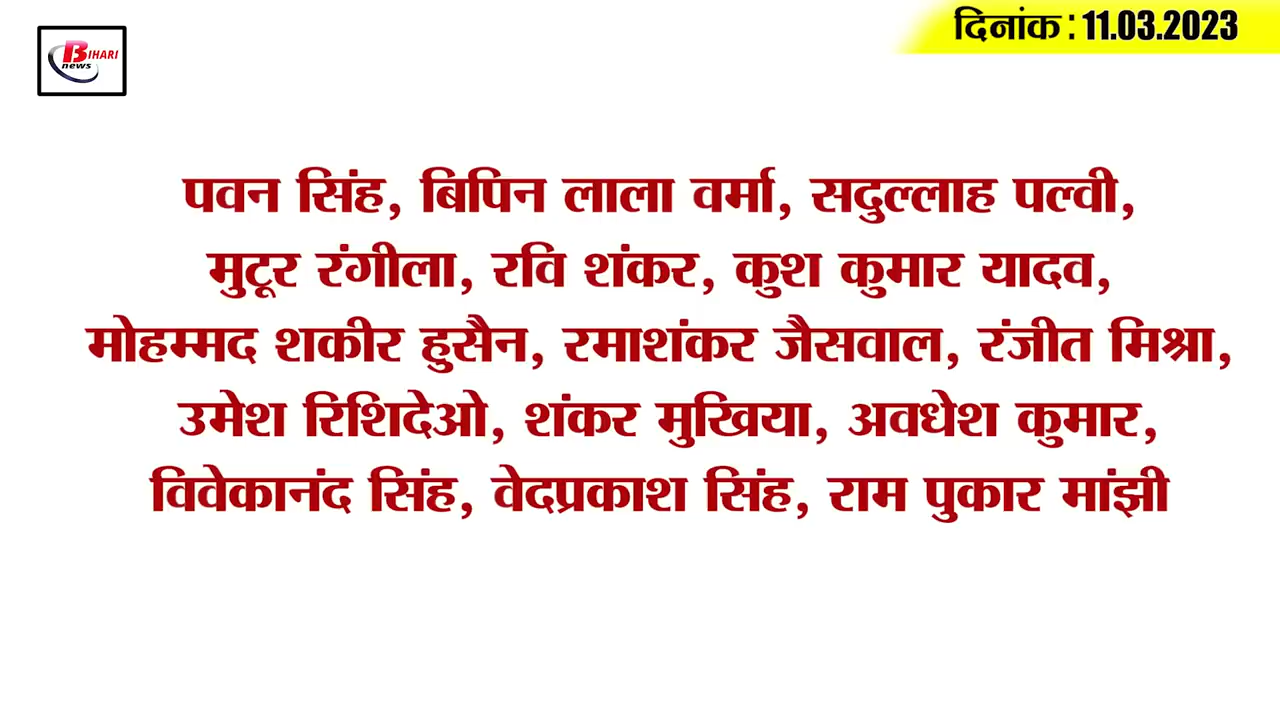 BIHARI
news
दिनांक : 11.03.2023
पवन सिंह, बिपिन लाला वर्मा, सदुल्लाह पल्वी,
मुटूर रंगीला, रवि शंकर, कुश कुमार यादव,
मोहम्मद शकीर हुसैन, रमाशंकर जैसवाल, रंजीत मिश्रा,
उमेश रिशिदेओ, शंकर मुखिया, अवधेश कुमार,
विवेकानंद सिंह, वेदप्रकाश सिंह, राम पुकार मांझी